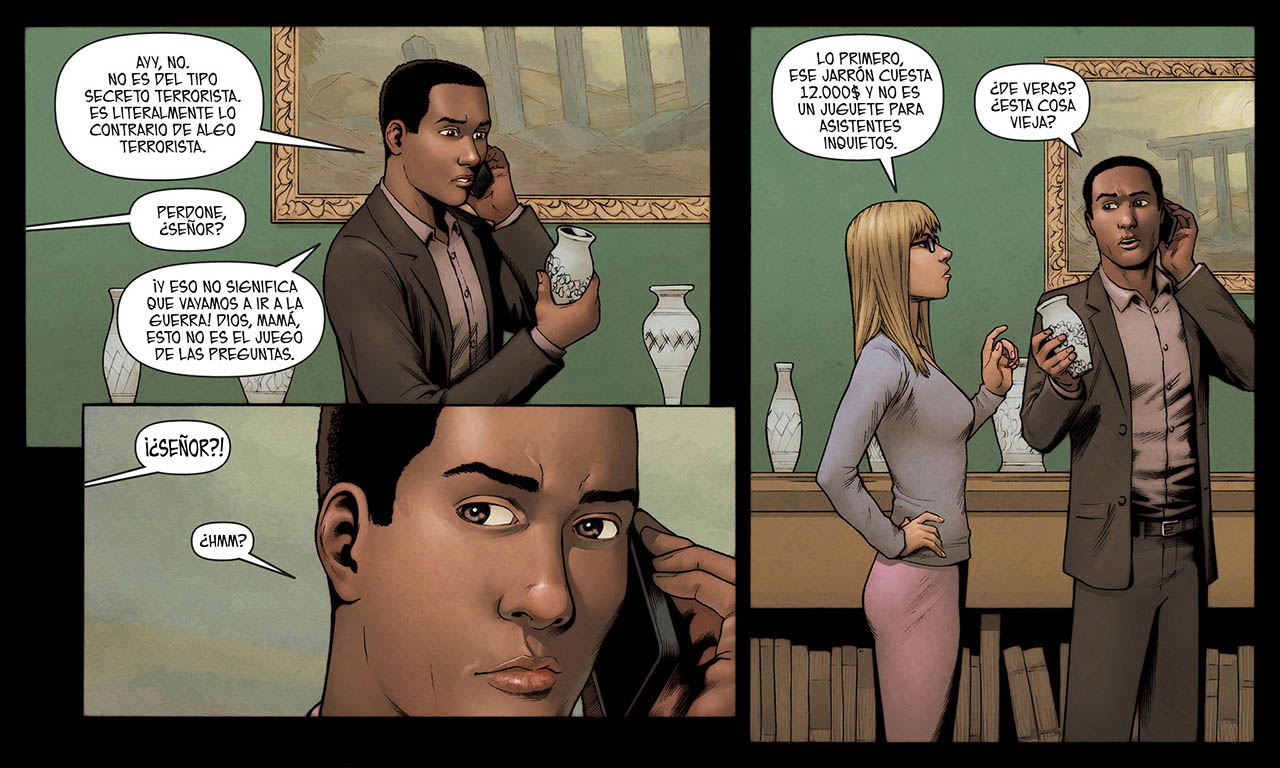 AYY, NO.
NO ES DEL TIPO
SECRETO TERRORISTA.
ES LITERALMENTE LO
CONTRARIO DE ALGO
TERRORISTA.
PERDONE,
¿SEÑOR?
¡Y ESO NO SIGNIFICA
QUE VAYAMOS A IR A LA
GUERRA! DIOS, MAMÁ,
ESTO NO ES EL JUEGO
DE LAS PREGUNTAS.
¡¿SEÑOR?!
¿HMM?
LO PRIMERO,
ESE JARRÓN CUESTA
12.000$ Y NO ES
UN JUGUETE PARA
ASISTENTES
INQUIETOS.
¿DE VERAS?
¿ESTA COSA
VIEJA?